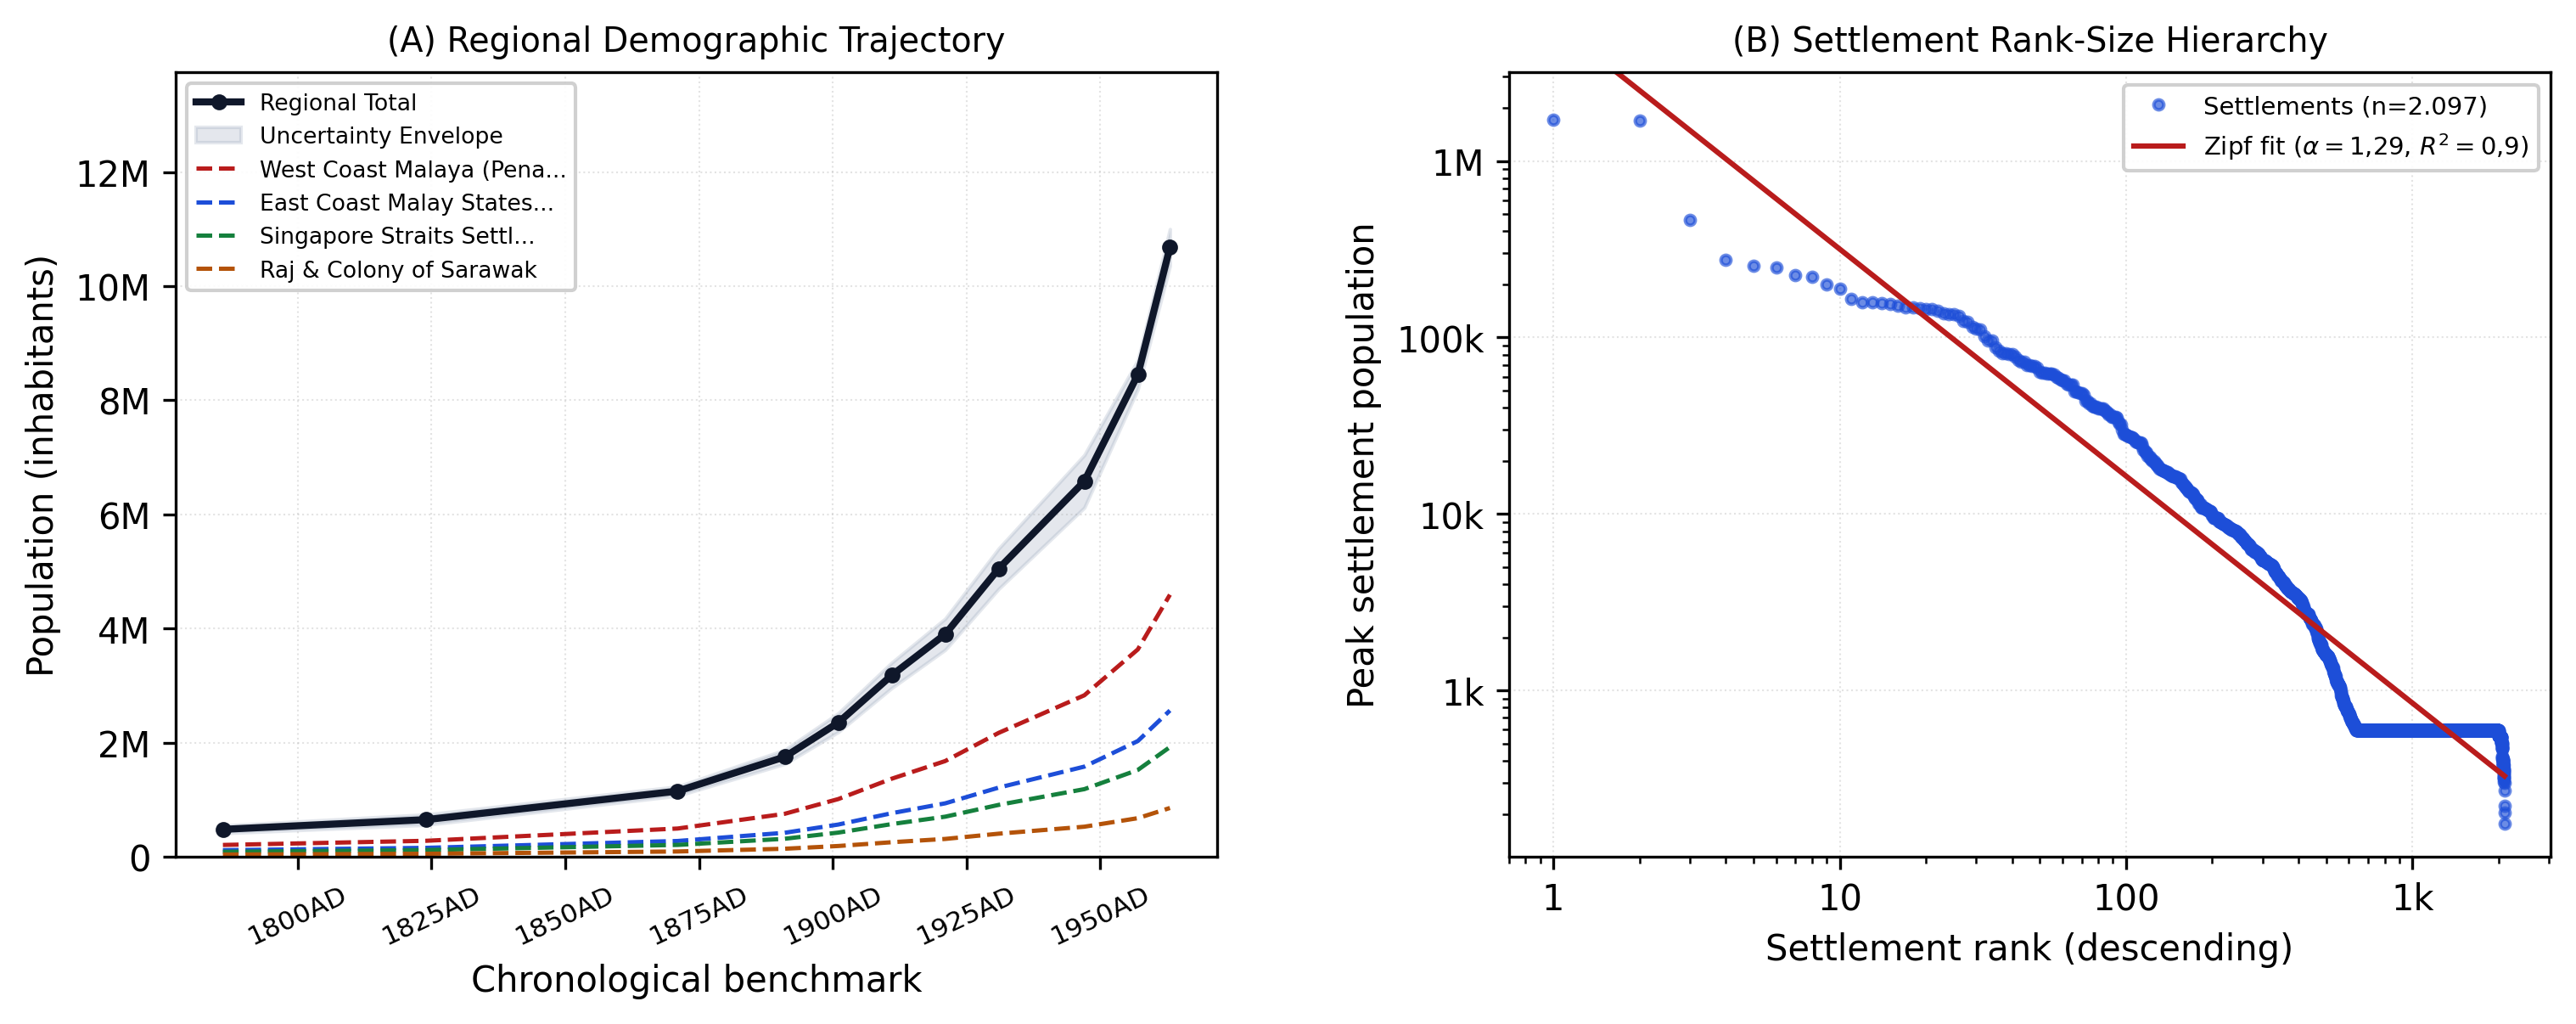 (A) Regional Demographic Trajectory
Regional Total
Uncertainty Envelope
West Coast Malaya (Pena...
East Coast Malay States...
Singapore Straits Settl...
Raj & Colony of Sarawak
12M
10M
8M
6M
4M
2M
0
Population (inhabitants)
1800AD
1825AD
1850AD
1875AD
1900AD
1925AD
1950AD
Chronological benchmark
(B) Settlement Rank-Size Hierarchy
Settlements (n=2.097)
Zipf fit (α = 1,29, R² = 0,9)
1M
100k
10k
1k
Peak settlement population
1
10
100
1k
Settlement rank (descending)